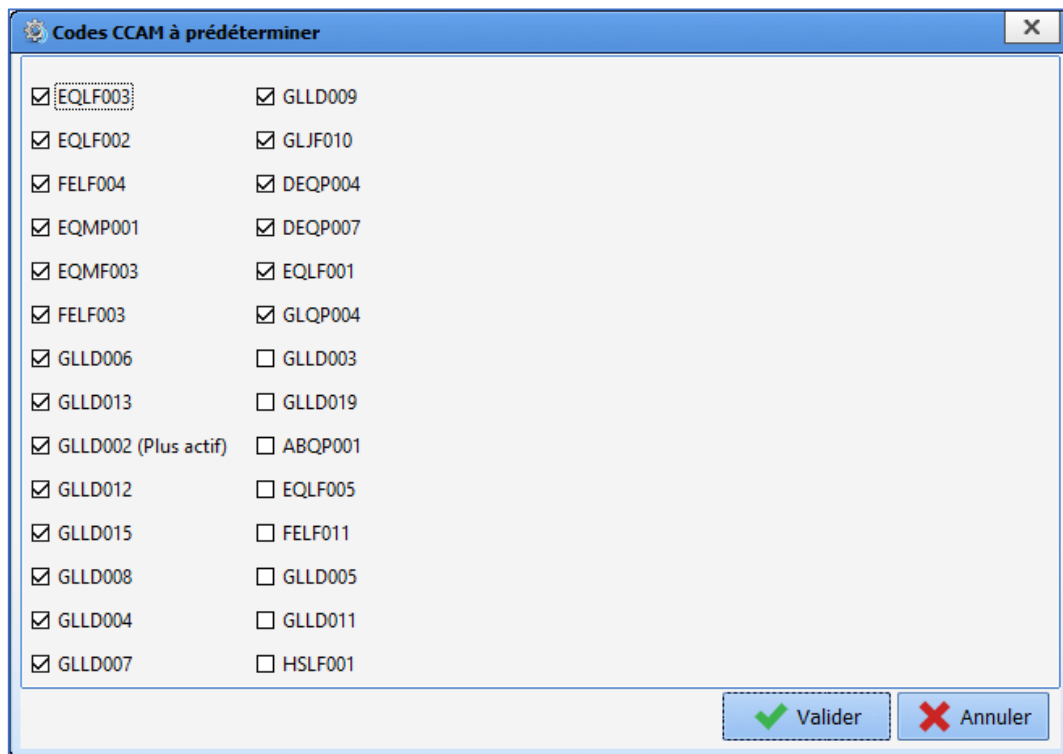 Codes CCAM à prédéterminer
EQLF003
EQLF002
FELF004
EQMP001
EQMF003
FELF003
GLLD006
GLLD013
GLLD002 (Plus actif)
GLLD012
GLLD015
GLLD008
GLLD004
GLLD007
GLLD009
GLJF010
DEQP004
DEQP007
EQLF001
GLQP004
GLLD003
GLLD019
ABQP001
EQLF005
FELF011
GLLD005
GLLD011
HSLF001
Valider
Annuler